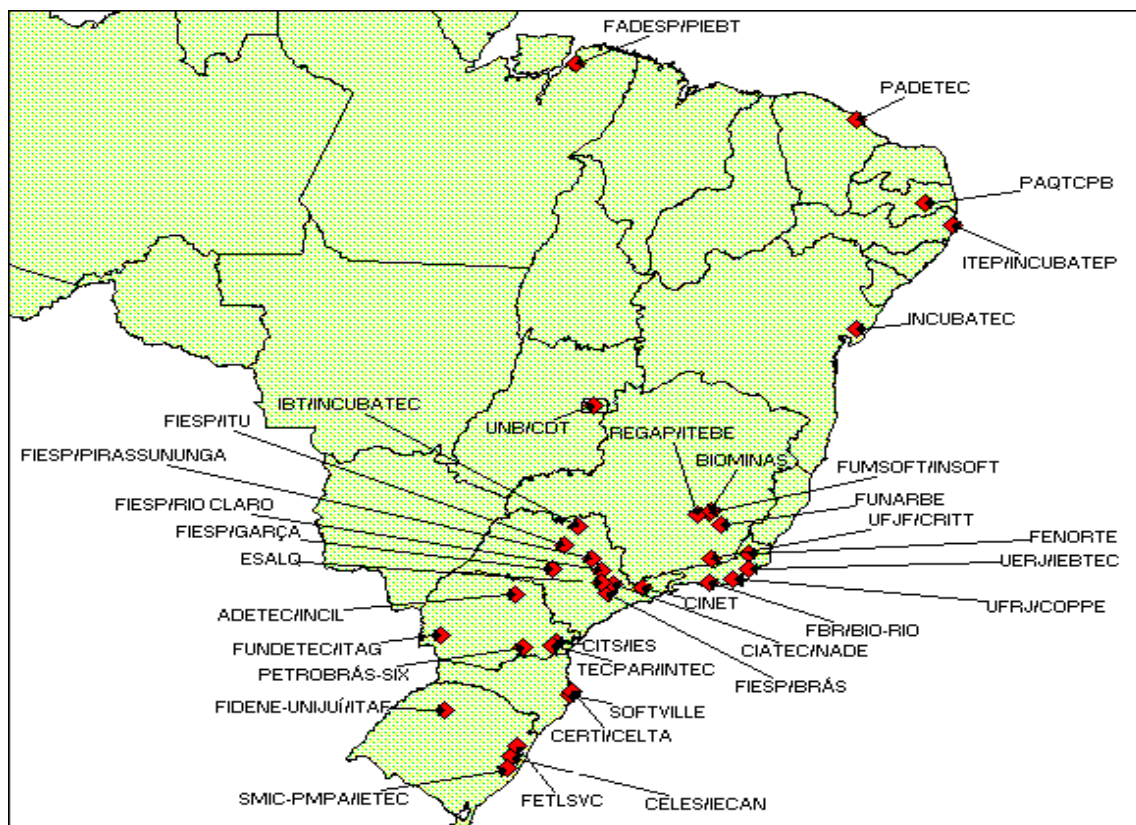 FADESP/PIEBT
PADETEC
PAQTCPB
ITEP/INCUBATEP
INCUBATEC
IBT/INCUBATEC
FIESP/ITU
UNB/CDT
REGAP/ITEBE
FIESP/PIRASSUNUNGA
BIOMINAS
FUMSOFT/INSOFT
FIESP/RIO CLARO
FUNARBE
FIESP/GARÇA
UFJF/CRITT
ESALQ
FENORTE
UERJ/IEBTEC
CINET
ADETEC/INCIL
UFRJ/COPPE
FBR/BIO-RIO
FUNDETEC/ITAG
CITS/IES
CIATEC/NADE
PETROBRÁS-SIX
TECPAR/INTEC
FIESP/BRÁS
FIDENE-UNIJUÍ/ITAF
SOFTVILLE
CERTI/CELTA
SMIC-PMPA/IETEC
FETLSVC
CELES/IECAN